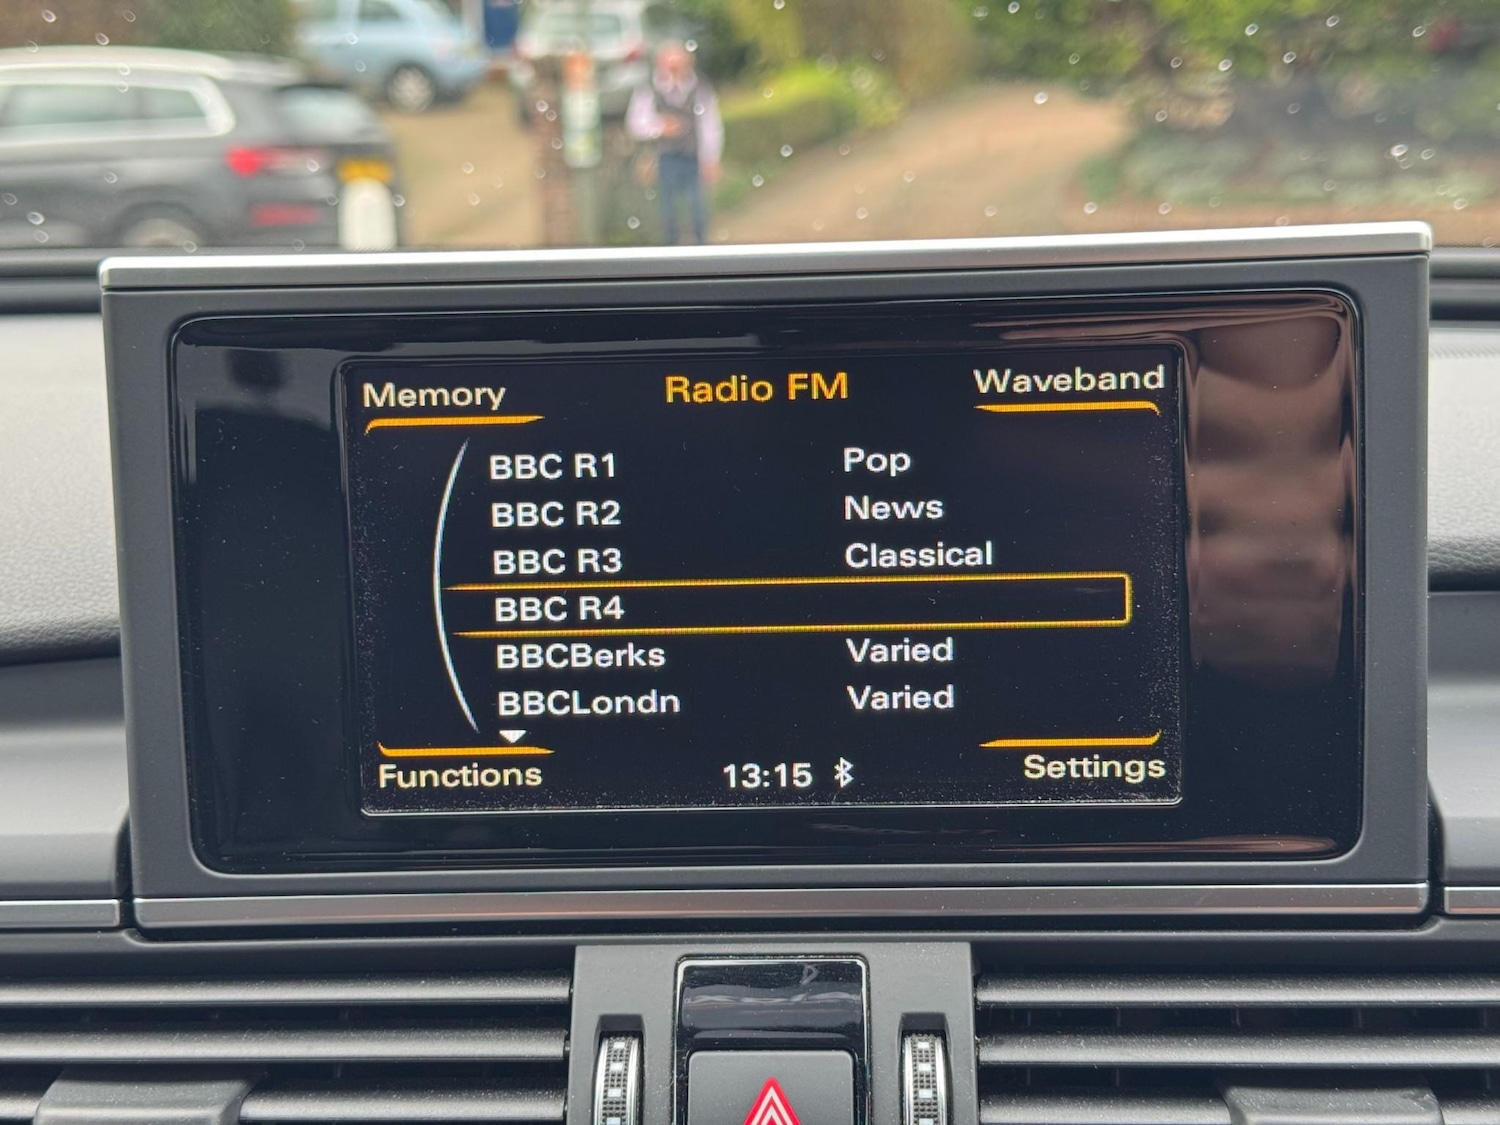 Memory Radio FM Waveband
BBC R1 Pop
BBC R2 News
BBC R3 Classical
BBC R4
BBCBerks Varied
BBCLondn Varied
Functions 13:15 Settings